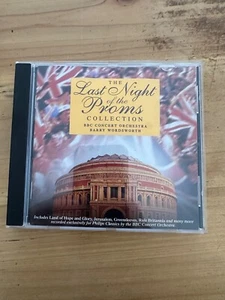 THE
Last Night
of the
Proms
COLLECTION
BBC CONCERT ORCHESTRA
BARRY WORDSWORTH
includes Land of Hope and Glory, Jerusalem, Greensleeves, Rule Britannia and many more
recorded exclusively for Philips Classics by the BBC Concert Orchestra